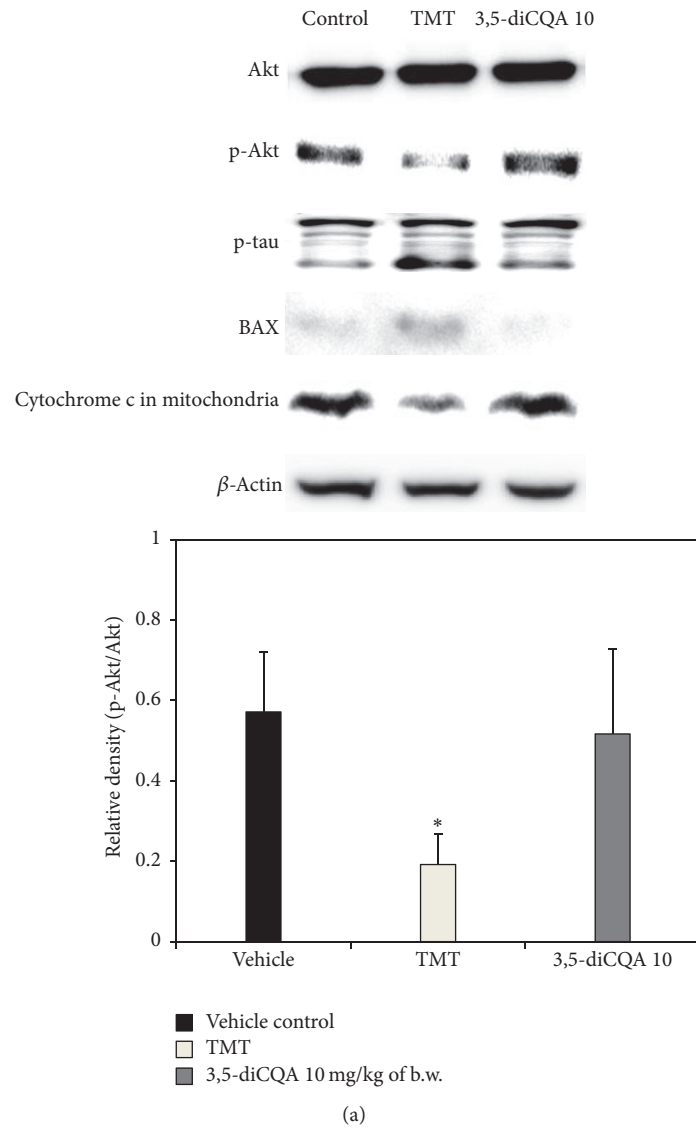 Control TMT 3,5-diCQA 10
Akt
p-Akt
p-tau
BAX
Cytochrome c in mitochondria
β-Actin
1
0.8
0.6
0.4
0.2
0
Relative density (p-Akt/Akt)
*
Vehicle TMT 3,5-diCQA 10
Vehicle control
TMT
3,5-diCQA 10 mg/kg of b.w.
(a)